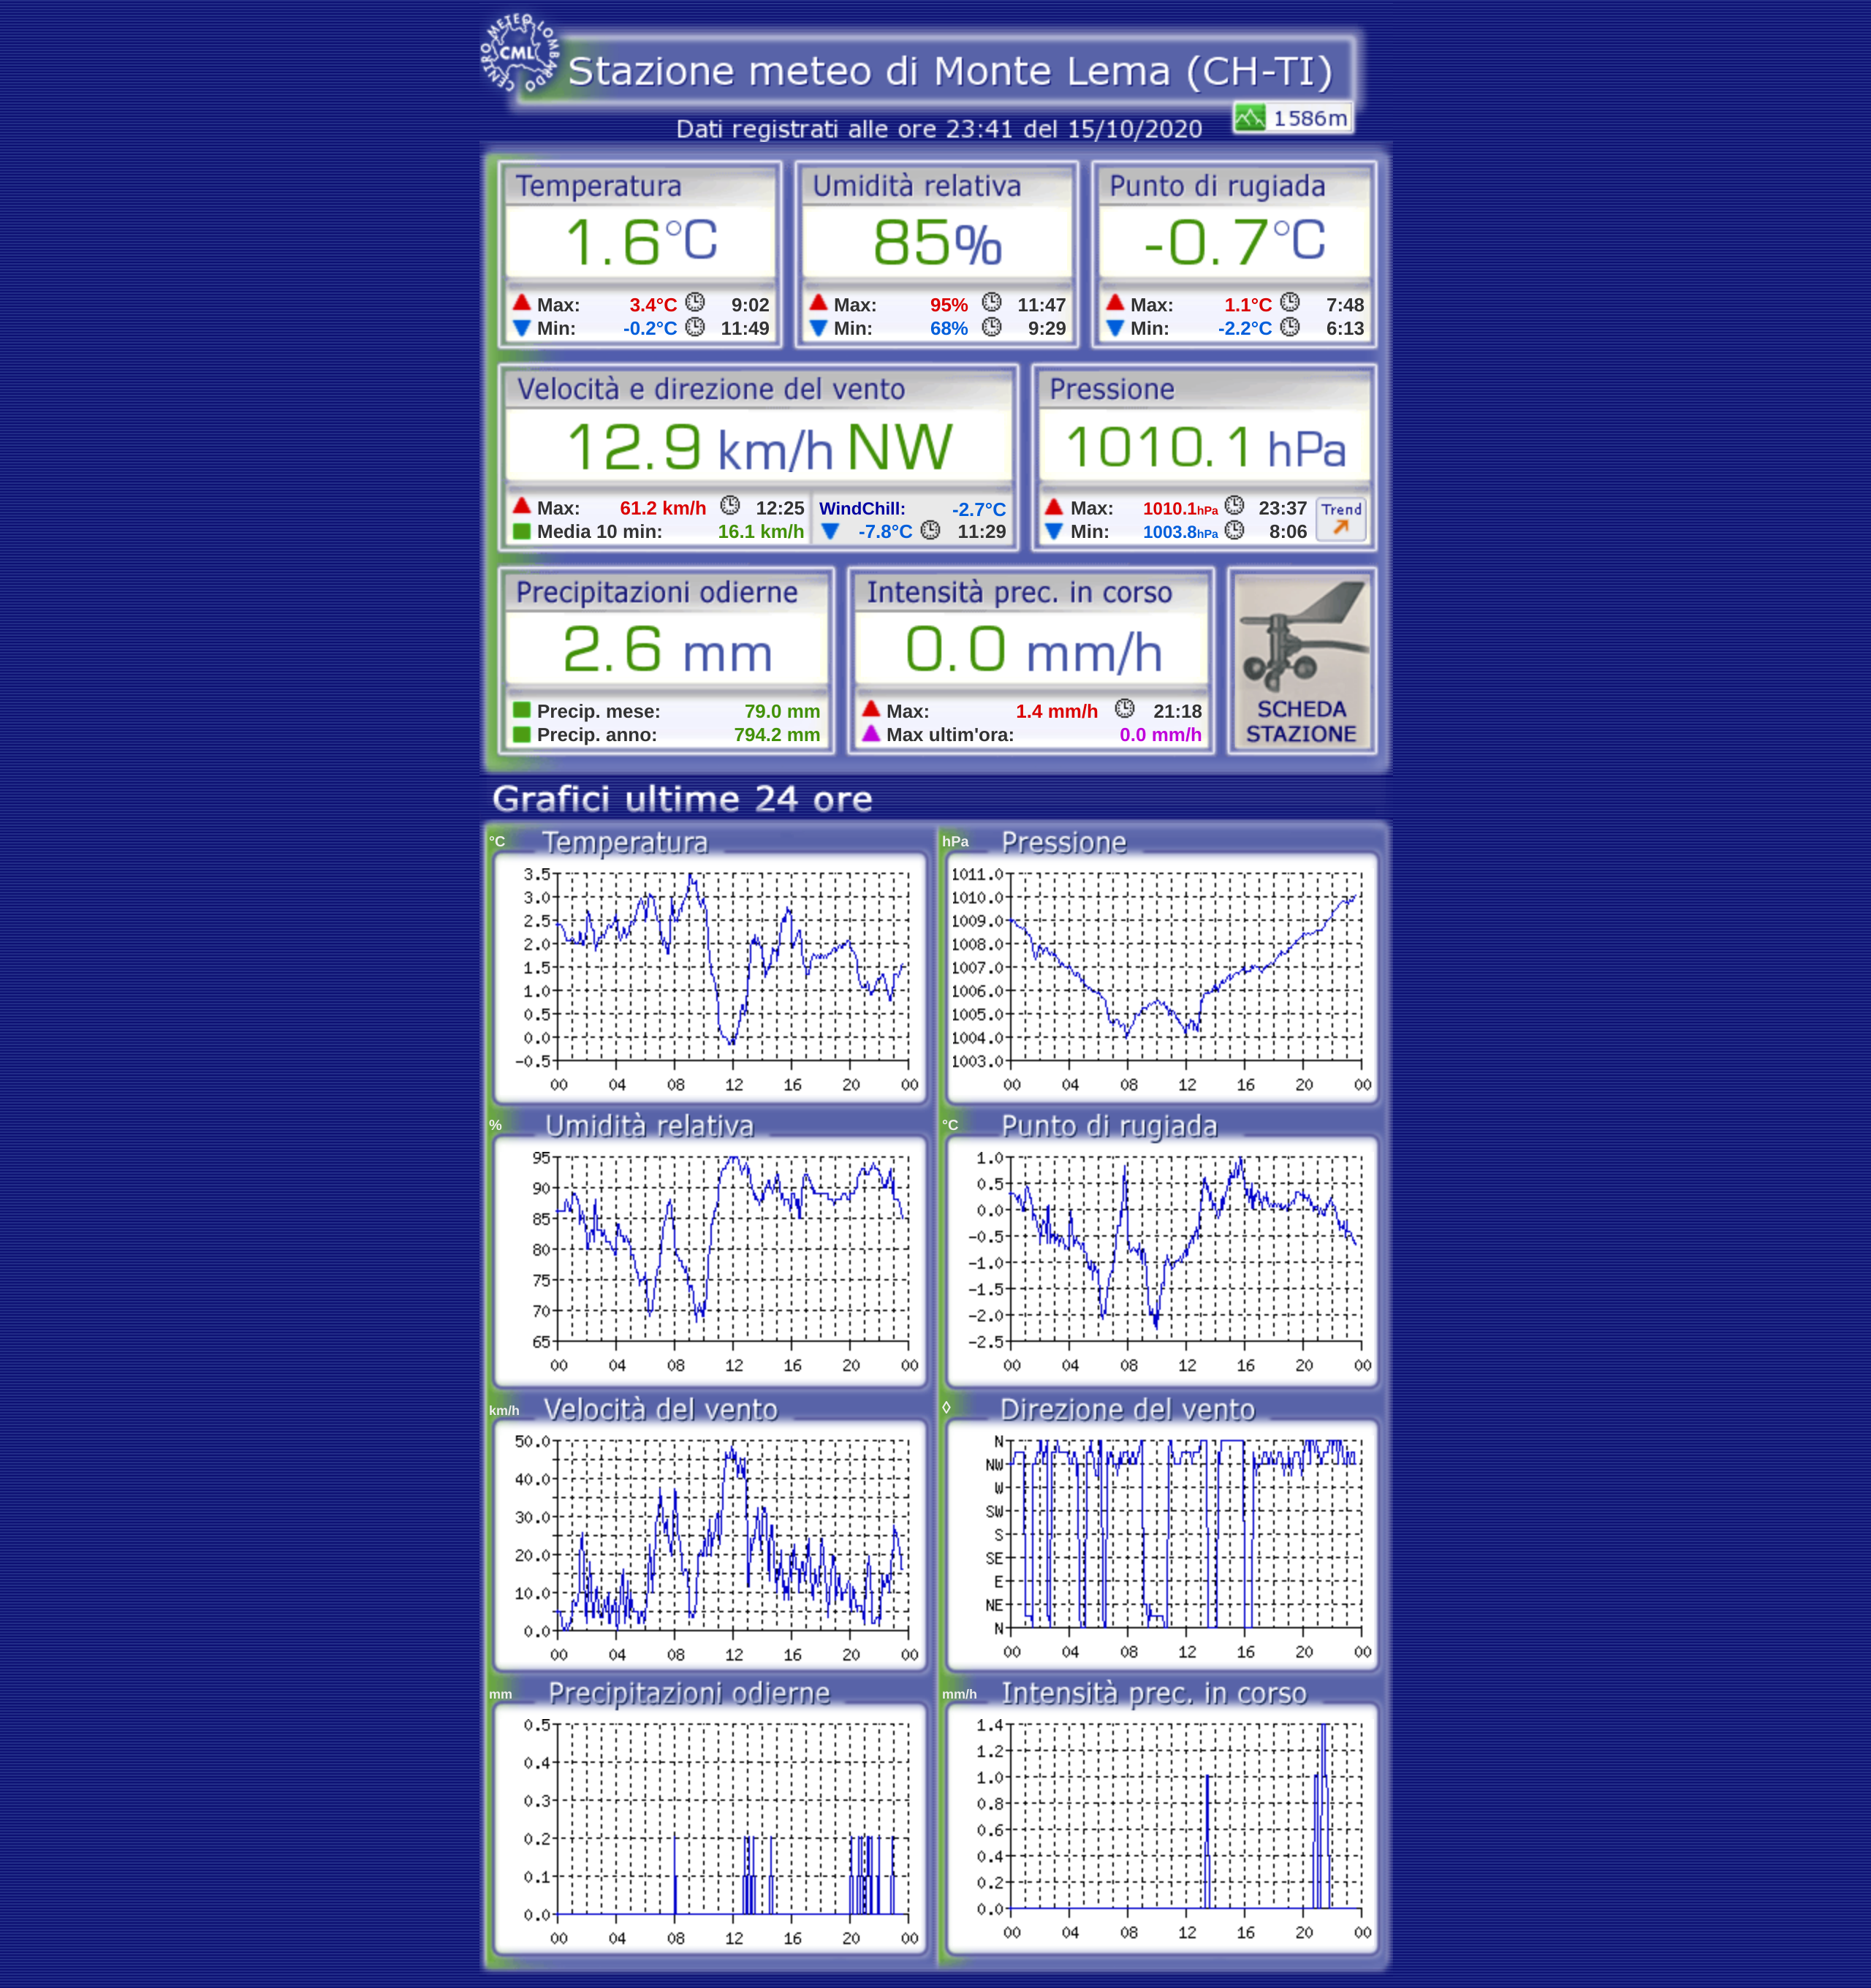 CENTRO METEO LOMBARDO
CML
Stazione meteo di Monte Lema (CH-TI)
1586m
Dati registrati alle ore 23:41 del 15/10/2020
Temperatura Umidità relativa Punto di rugiada
1.6°C 85% -0.7°C
Max: 3.4°C 9:02 Max: 95% 11:47 Max: 1.1°C 7:48
Min: -0.2°C 11:49 Min: 68% 9:29 Min: -2.2°C 6:13
Velocità e direzione del vento Pressione
12.9 km/h NW 1010.1 hPa
Max: 61.2 km/h 12:25 WindChill: -2.7°C Max: 1010.1hPa 23:37 Trend
Media 10 min: 16.1 km/h -7.8°C 11:29 Min: 1003.8hPa 8:06
Precipitazioni odierne Intensità prec. in corso
2.6 mm 0.0 mm/h
Precip. mese: 79.0 mm Max: 1.4 mm/h 21:18 SCHEDA
Precip. anno: 794.2 mm Max ultim'ora: 0.0 mm/h STAZIONE
Grafici ultime 24 ore
°C Temperatura
3.5
3.0
2.5
2.0
1.5
1.0
0.5
0.0
-0.5
00 04 08 12 16 20 00
hPa Pressione
1011.0
1010.0
1009.0
1008.0
1007.0
1006.0
1005.0
1004.0
1003.0
00 04 08 12 16 20 00
% Umidità relativa
95
90
85
80
75
70
65
00 04 08 12 16 20 00
°C Punto di rugiada
1.0
0.5
0.0
-0.5
-1.0
-1.5
-2.0
-2.5
00 04 08 12 16 20 00
km/h Velocità del vento
50.0
40.0
30.0
20.0
10.0
0.0
00 04 08 12 16 20 00
◊ Direzione del vento
N
NW
W
SW
S
SE
E
NE
N
00 04 08 12 16 20 00
mm Precipitazioni odierne
0.5
0.4
0.3
0.2
0.1
0.0
00 04 08 12 16 20 00
mm/h Intensità prec. in corso
1.4
1.2
1.0
0.8
0.6
0.4
0.2
0.0
00 04 08 12 16 20 00